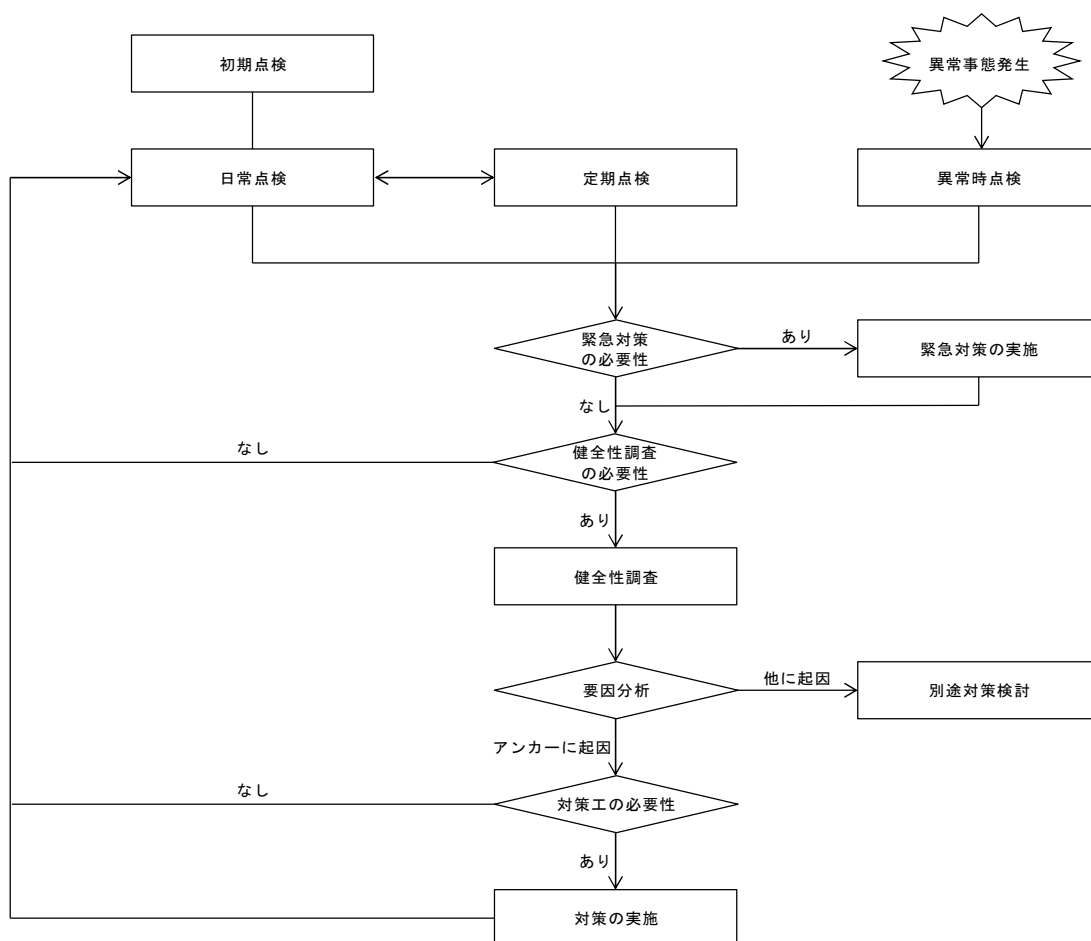 初期点検
異常事態発生
日常点検
定期点検
異常時点検
緊急対策
の必要性
あり
緊急対策の実施
なし
なし
健全性調査
の必要性
あり
健全性調査
要因分析
他に起因
別途対策検討
アンカーに起因
なし
対策工の必要性
あり
対策の実施